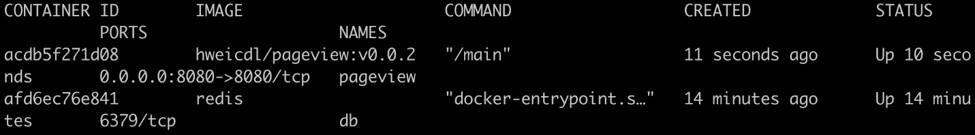 CONTAINER ID        IMAGE                       COMMAND                  CREATED             STATUS
          PORTS                    NAMES
acdb5f271d08        hweicdl/pageview:v0.0.2     "/main"                  11 seconds ago      Up 10 seco
nds       0.0.0.0:8080->8080/tcp   pageview
afd6ec76e841        redis                       "docker-entrypoint.s…"   14 minutes ago      Up 14 minu
tes       6379/tcp                 db